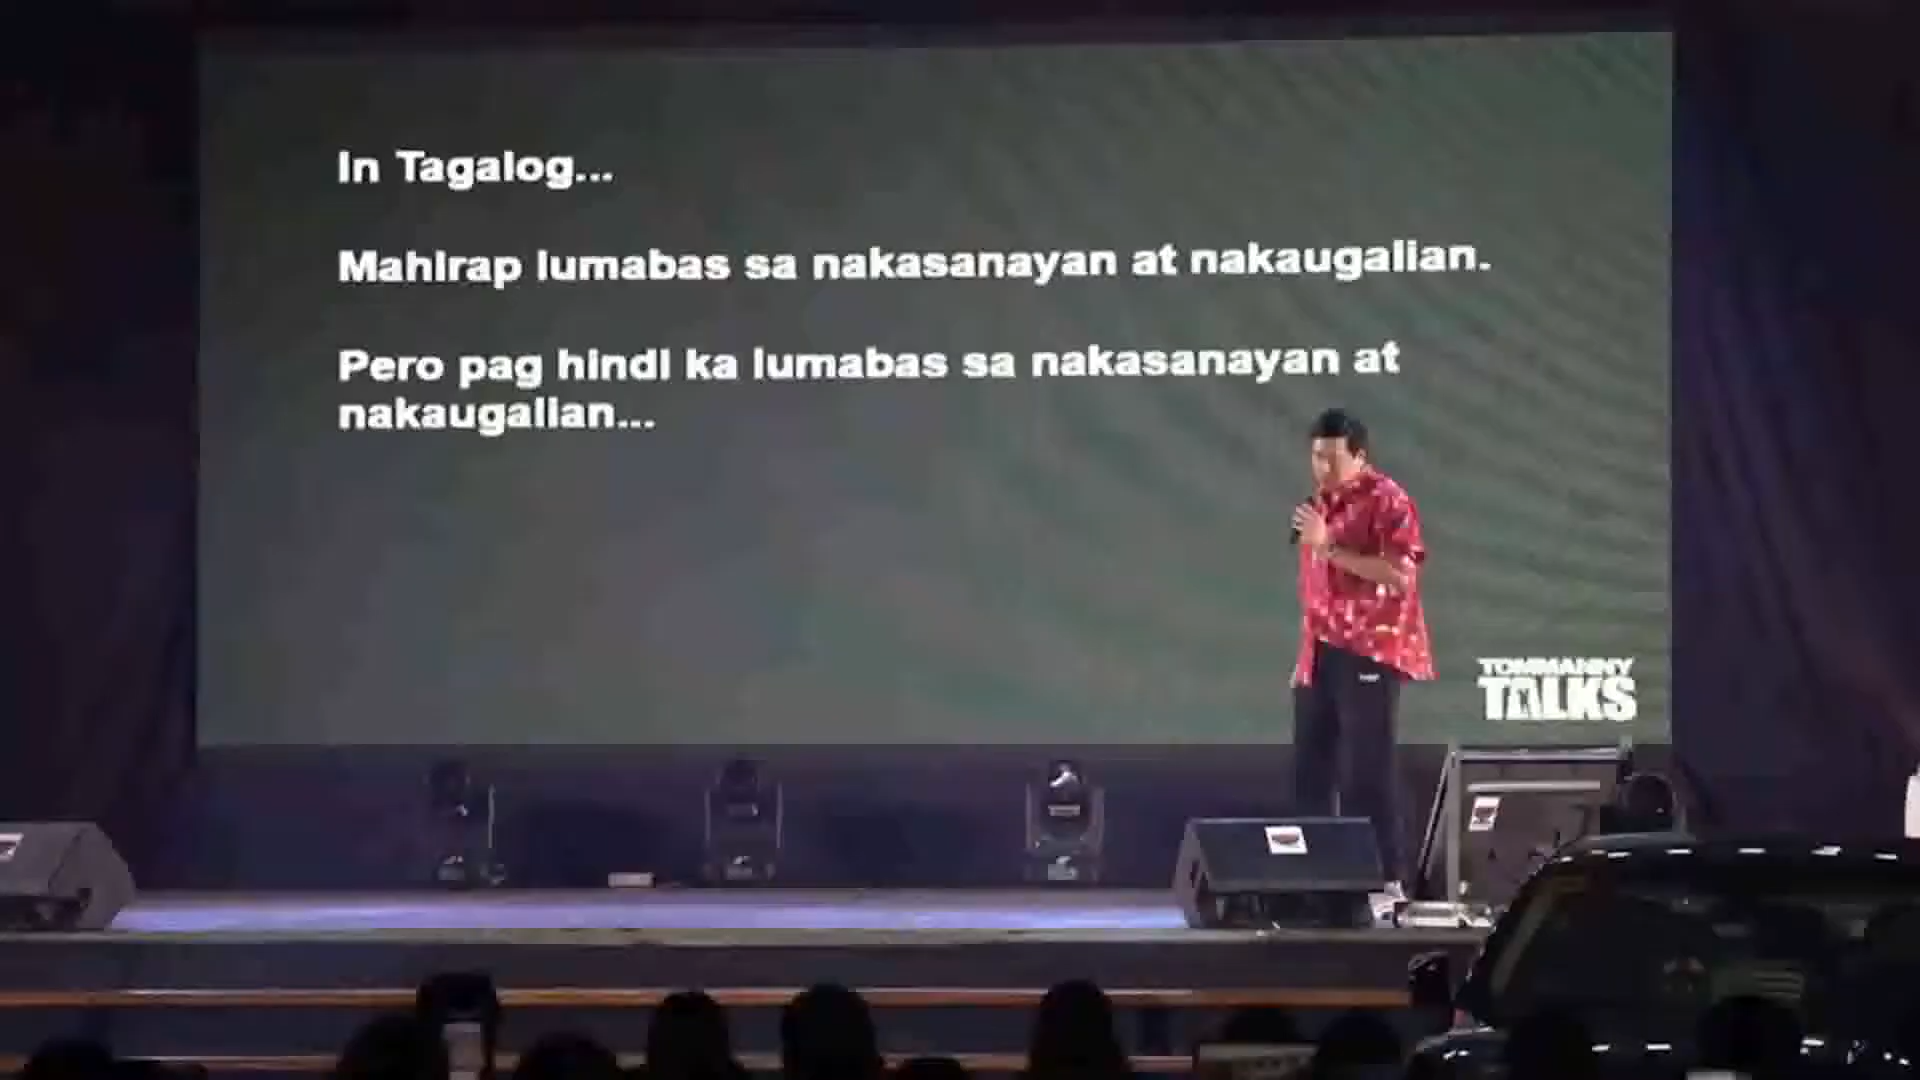 In Tagalog...
Mahirap lumabas sa nakasanayan at nakaugalian.
Pero pag hindi ka lumabas sa nakasanayan at
nakaugalian...
TOMMANNY
TALKS